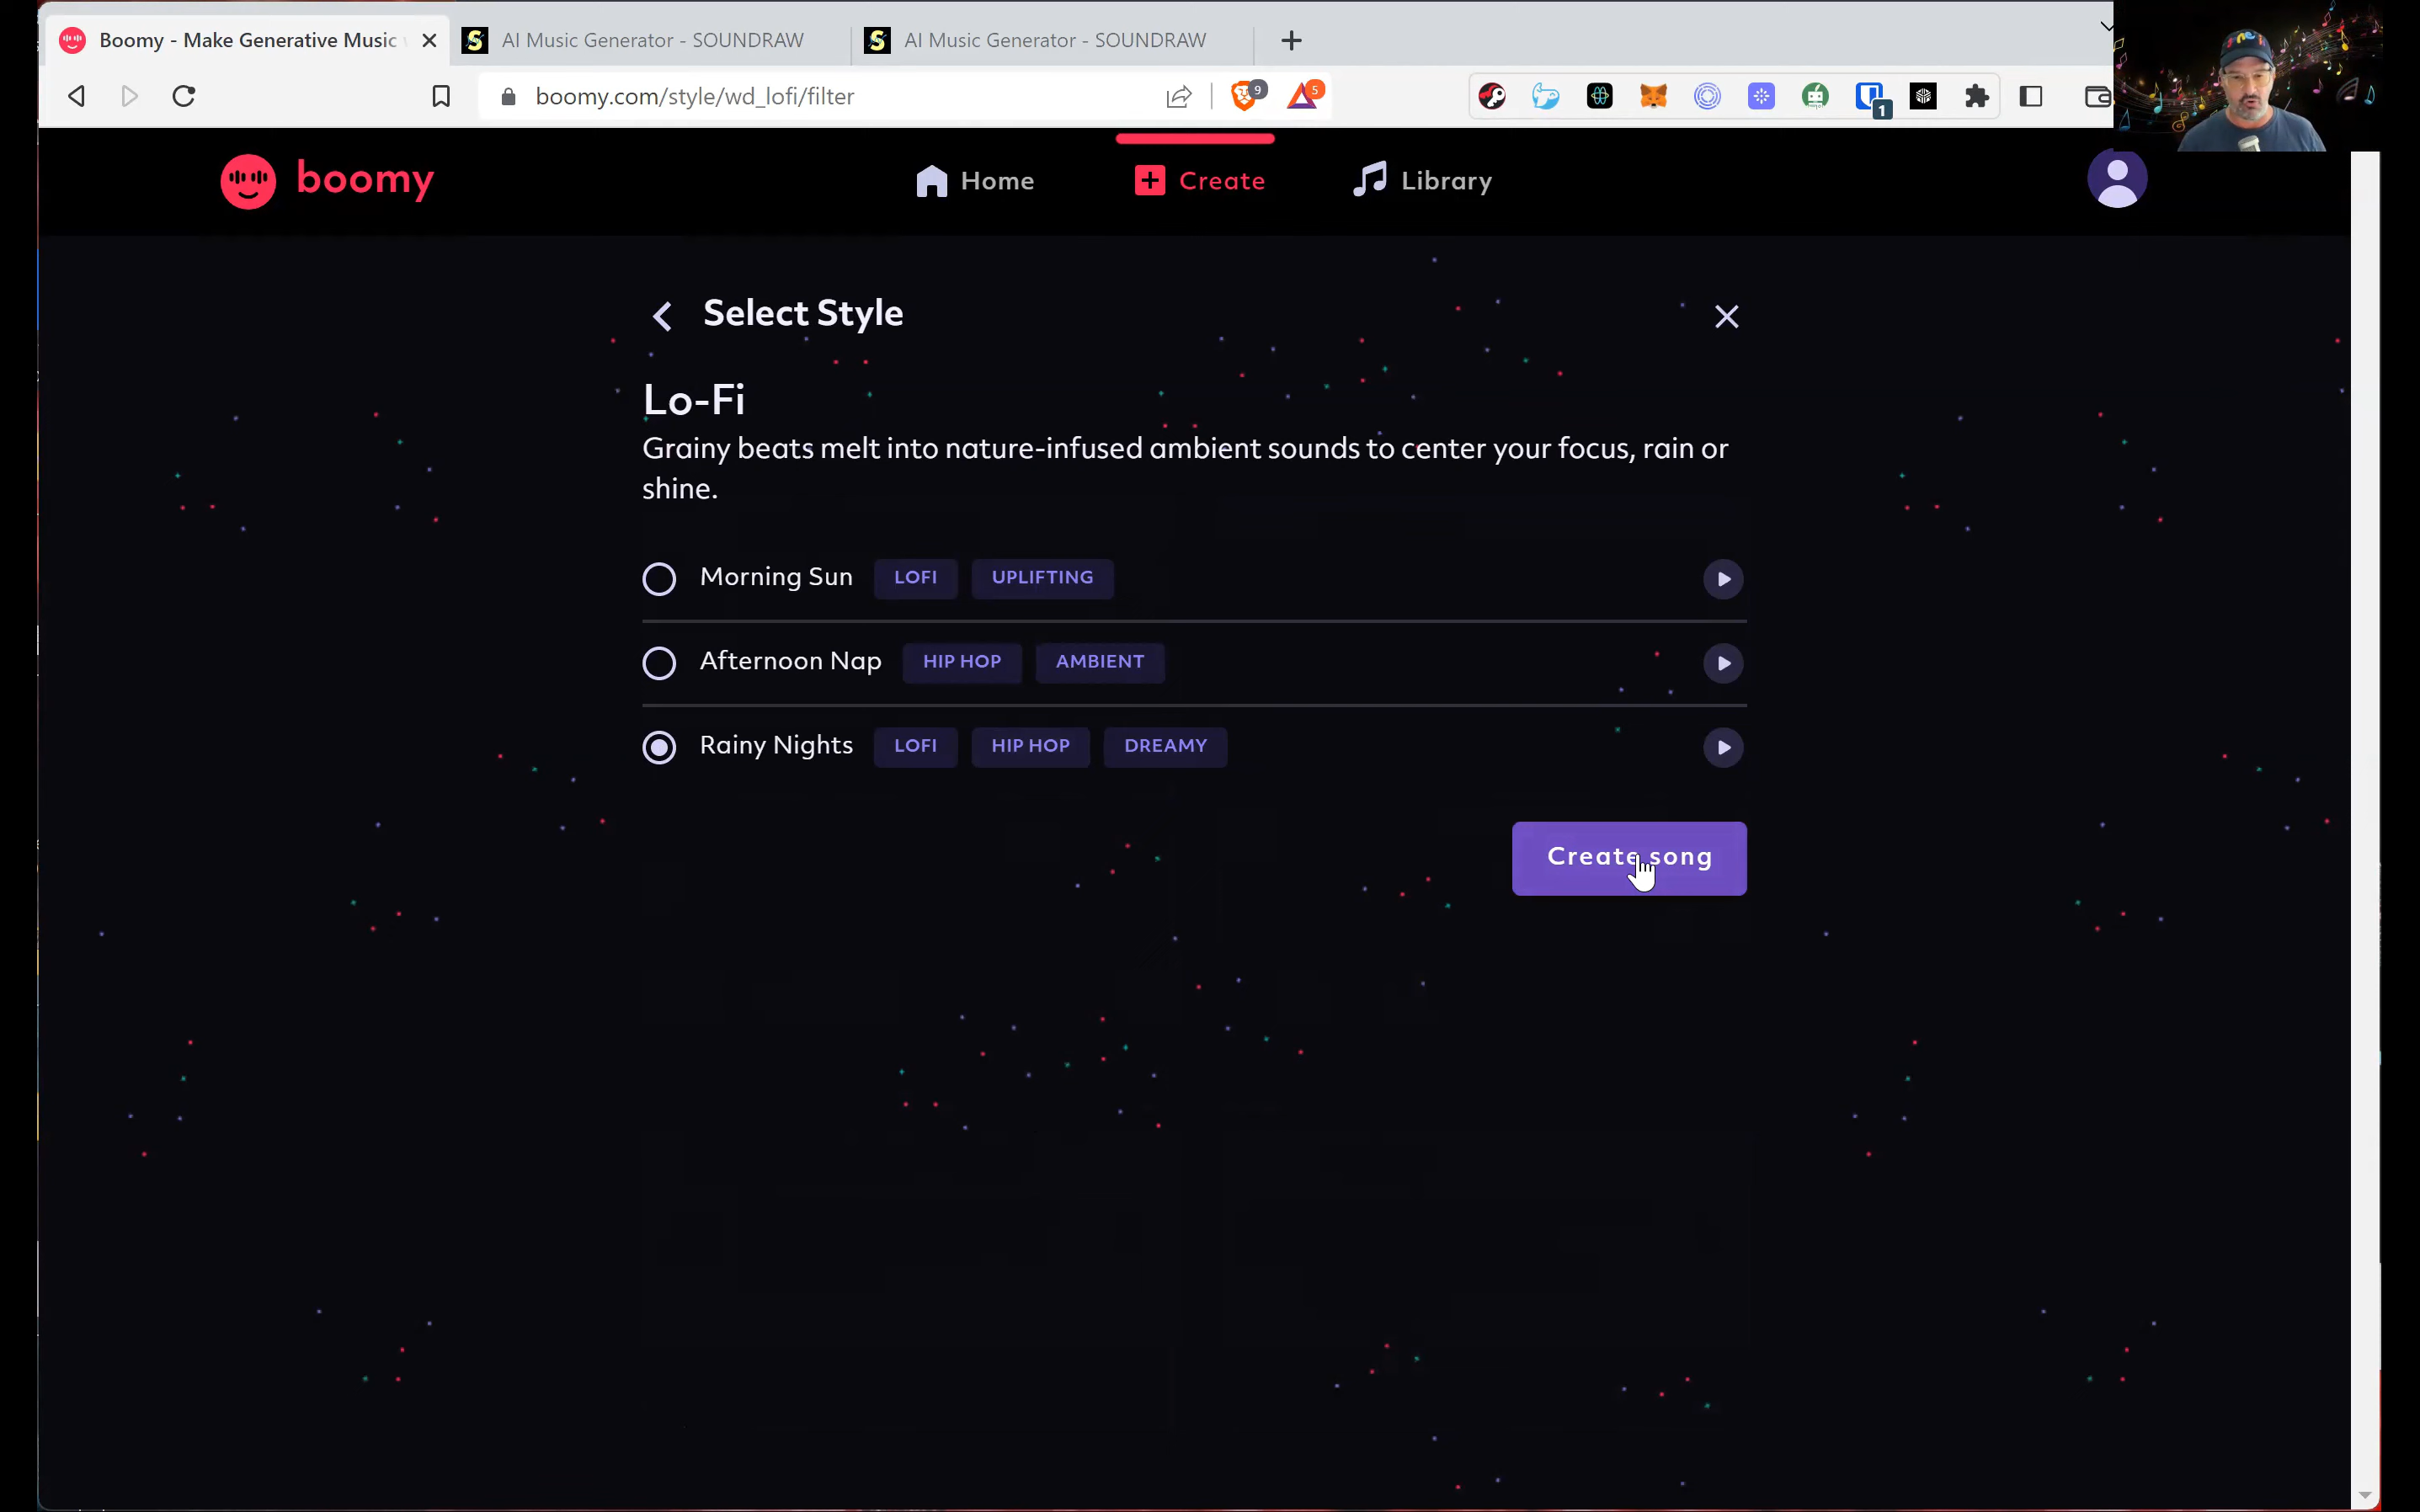 Boomy - Make Generative Music
AI Music Generator - SOUNDRAW
AI Music Generator - SOUNDRAW
boomy.com/style/wd_lofi/filter
9
5
1
boomy
Home
Create
Library
Select Style
Lo-Fi
Grainy beats melt into nature-infused ambient sounds to center your focus, rain or
shine.
Morning Sun LOFI UPLIFTING
Afternoon Nap HIP HOP AMBIENT
Rainy Nights LOFI HIP HOP DREAMY
Create song